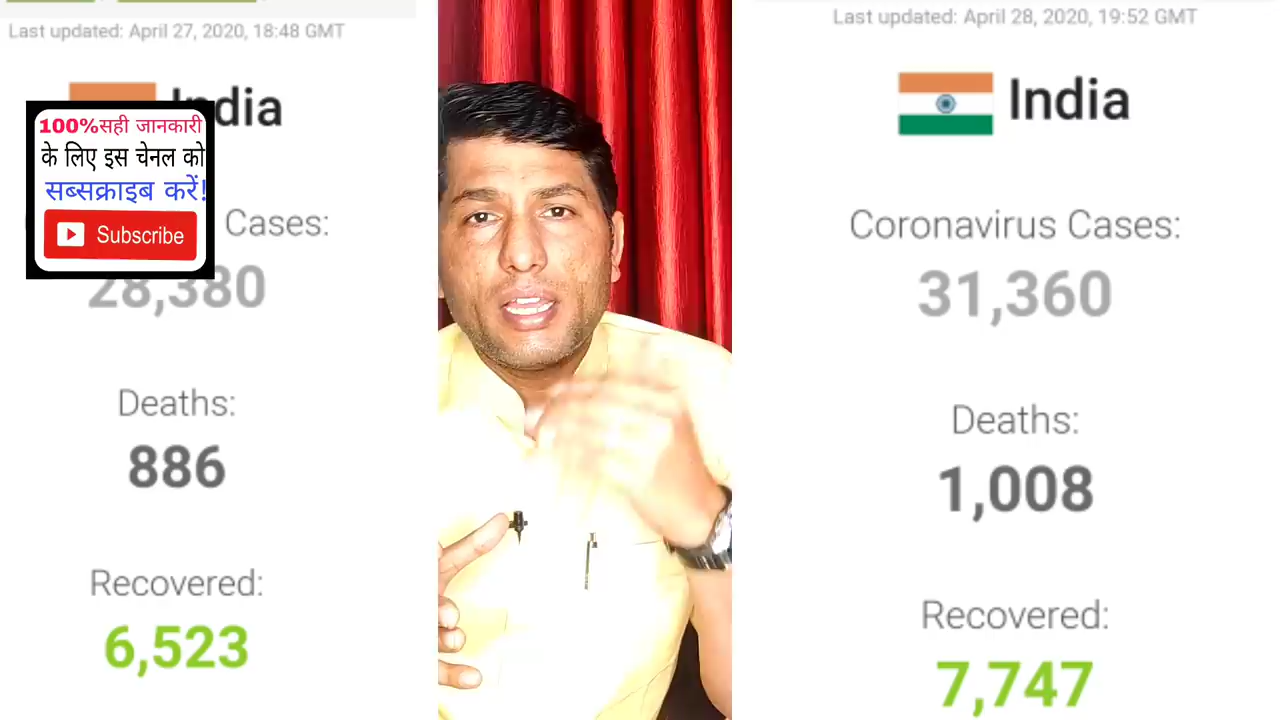 Last updated: April 27, 2020, 18:48 GMT
India
100%सही जानकारी
के लिए इस चेनल को
सब्सक्राइब करें!
Subscribe
Cases:
28,380
Deaths:
886
Recovered:
6,523
Last updated: April 28, 2020, 19:52 GMT
India
Coronavirus Cases:
31,360
Deaths:
1,008
Recovered:
7,747